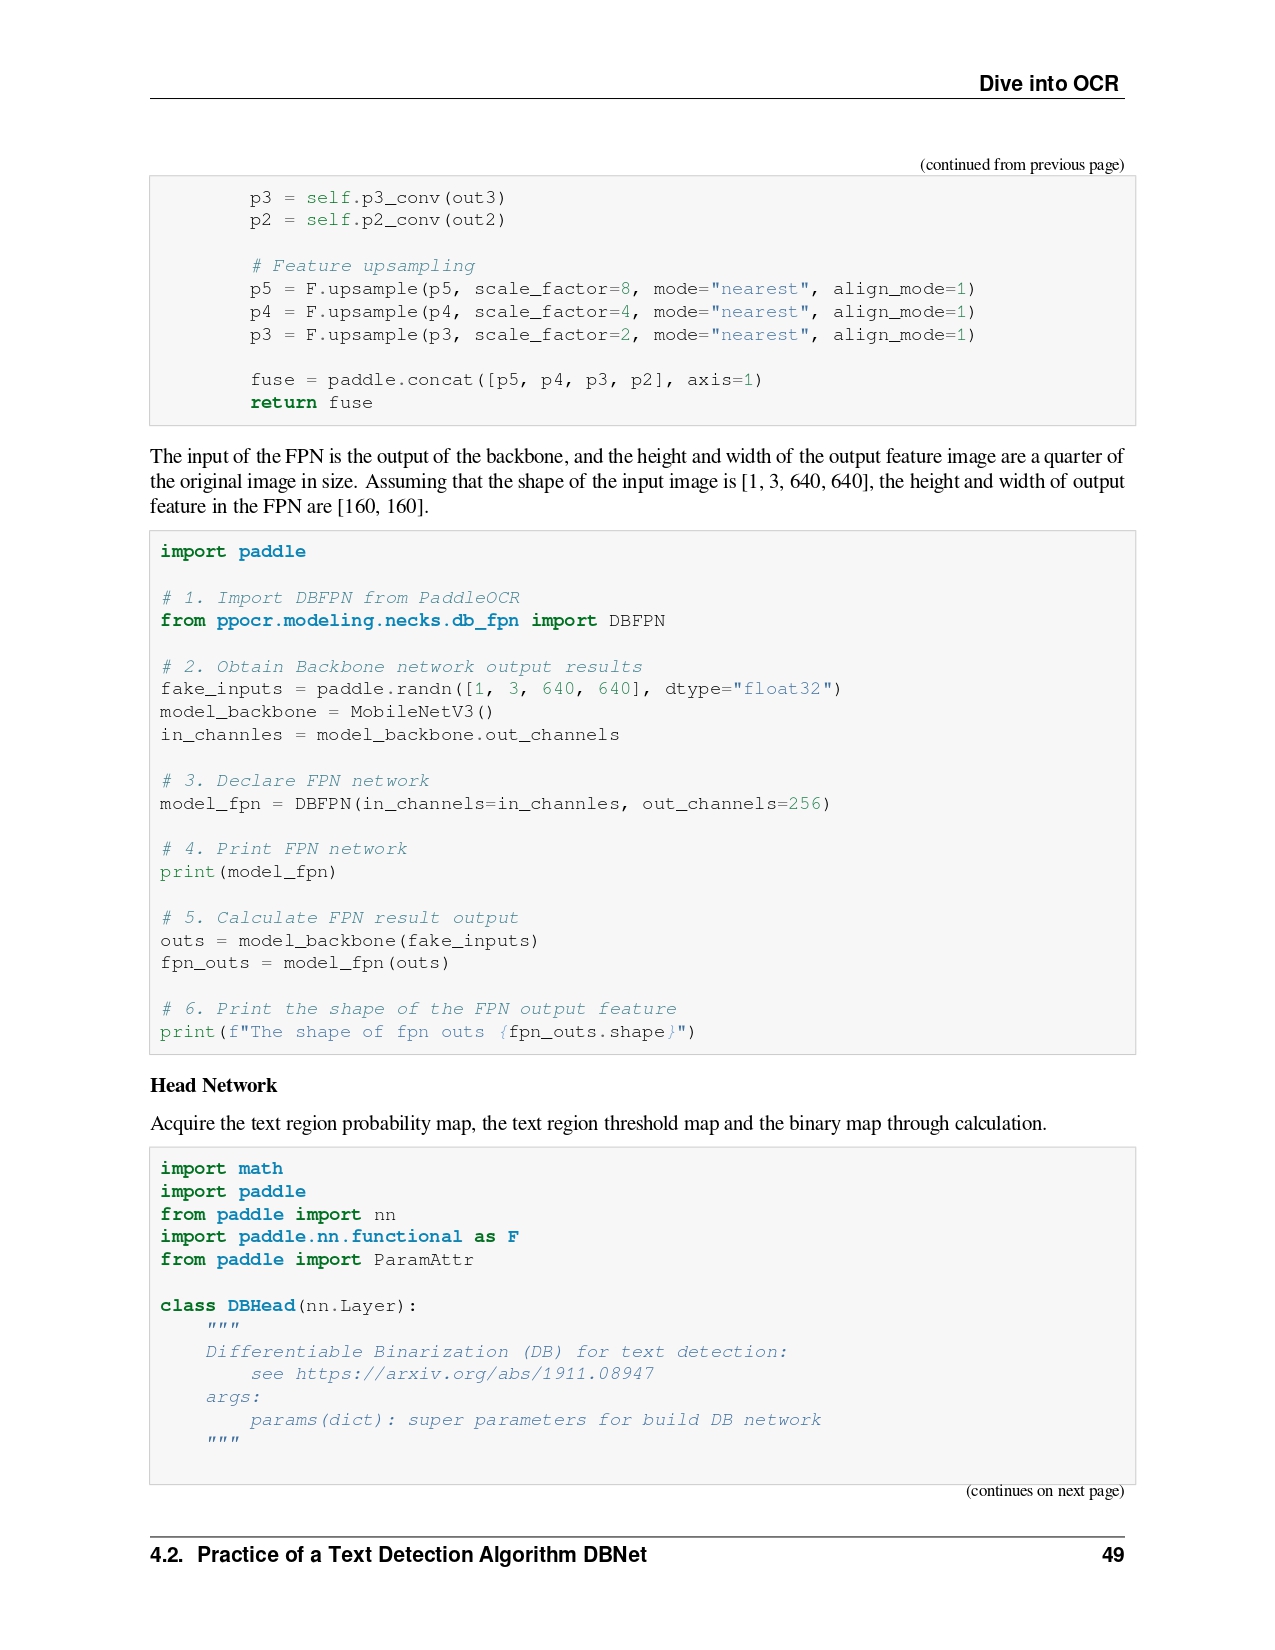 Dive into OCR
(continued from previous page)
        p3 = self.p3_conv(out3)
        p2 = self.p2_conv(out2)

        # Feature upsampling
        p5 = F.upsample(p5, scale_factor=8, mode="nearest", align_mode=1)
        p4 = F.upsample(p4, scale_factor=4, mode="nearest", align_mode=1)
        p3 = F.upsample(p3, scale_factor=2, mode="nearest", align_mode=1)

        fuse = paddle.concat([p5, p4, p3, p2], axis=1)
        return fuse
The input of the FPN is the output of the backbone, and the height and width of the output feature image are a quarter of
the original image in size. Assuming that the shape of the input image is [1, 3, 640, 640], the height and width of output
feature in the FPN are [160, 160].
import paddle

# 1. Import DBFPN from PaddleOCR
from ppocr.modeling.necks.db_fpn import DBFPN

# 2. Obtain Backbone network output results
fake_inputs = paddle.randn([1, 3, 640, 640], dtype="float32")
model_backbone = MobileNetV3()
in_channles = model_backbone.out_channels

# 3. Declare FPN network
model_fpn = DBFPN(in_channels=in_channles, out_channels=256)

# 4. Print FPN network
print(model_fpn)

# 5. Calculate FPN result output
outs = model_backbone(fake_inputs)
fpn_outs = model_fpn(outs)

# 6. Print the shape of the FPN output feature
print(f"The shape of fpn outs {fpn_outs.shape}")
Head Network
Acquire the text region probability map, the text region threshold map and the binary map through calculation.
import math
import paddle
from paddle import nn
import paddle.nn.functional as F
from paddle import ParamAttr

class DBHead(nn.Layer):
    """
    Differentiable Binarization (DB) for text detection:
        see https://arxiv.org/abs/1911.08947
    args:
        params(dict): super parameters for build DB network
    """
(continues on next page)
4.2. Practice of a Text Detection Algorithm DBNet
49